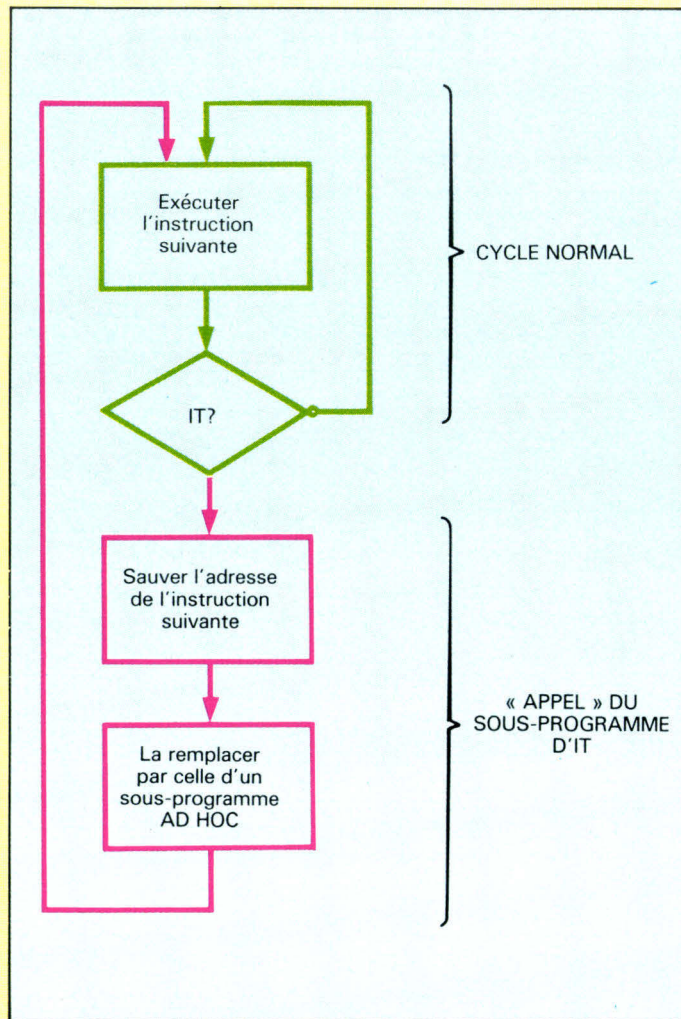 Exécuter
l'instruction
suivante
CYCLE NORMAL
IT?
Sauver l'adresse
de l'instruction
suivante
« APPEL » DU
SOUS-PROGRAMME
D'IT
La remplacer
par celle d'un
sous-programme
AD HOC